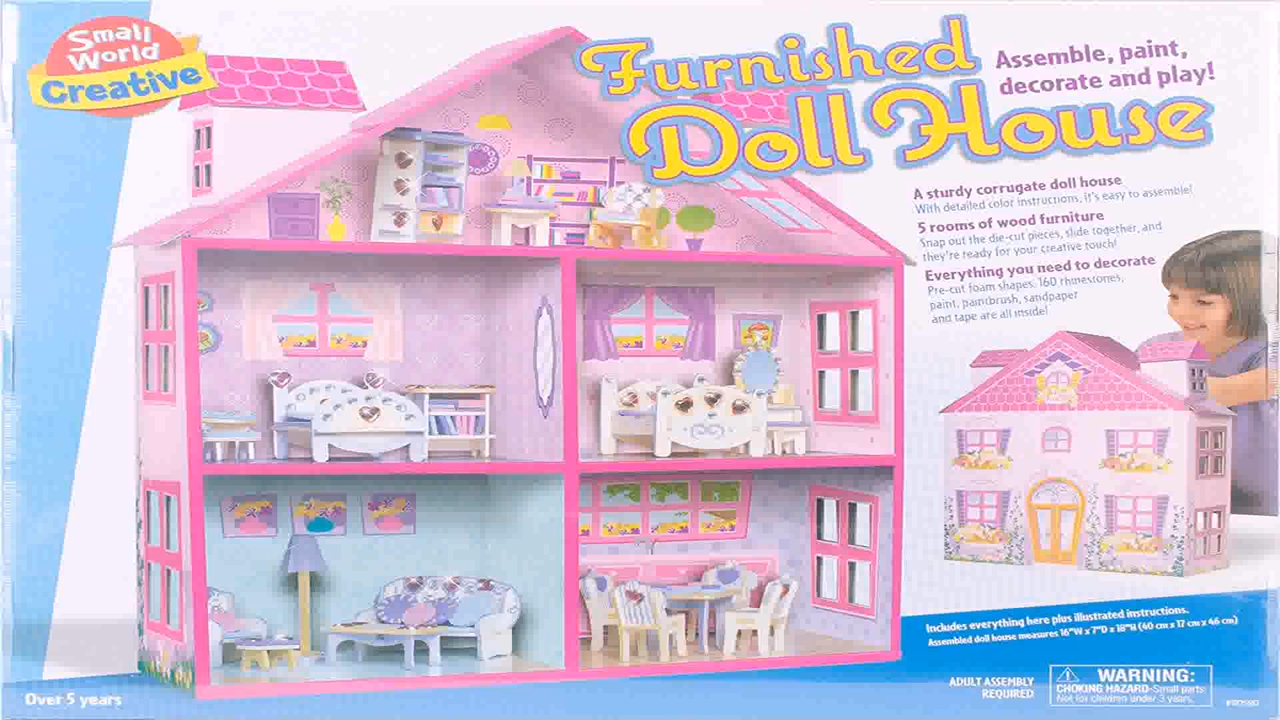 Small
World
Creative
Furnished
Doll House
Assemble, paint,
decorate and play!
A sturdy corrugate doll house
With detailed color instructions, it's easy to assemble!
5 rooms of wood furniture
Snap out the die-cut pieces, slide together, and
they're ready for your creative touch!
Everything you need to decorate
Pre-cut foam shapes, 160 rhinestones,
paint, paintbrush, sandpaper
and tape are all inside!
Includes everything here plus illustrated instructions.
Assembled doll house measures 16"W x 7"D x 18"H (40 cm x 17 cm x 46 cm)
Over 5 years
ADULT ASSEMBLY
REQUIRED
WARNING:
CHOKING HAZARD-Small parts
Not for children under 3 years.